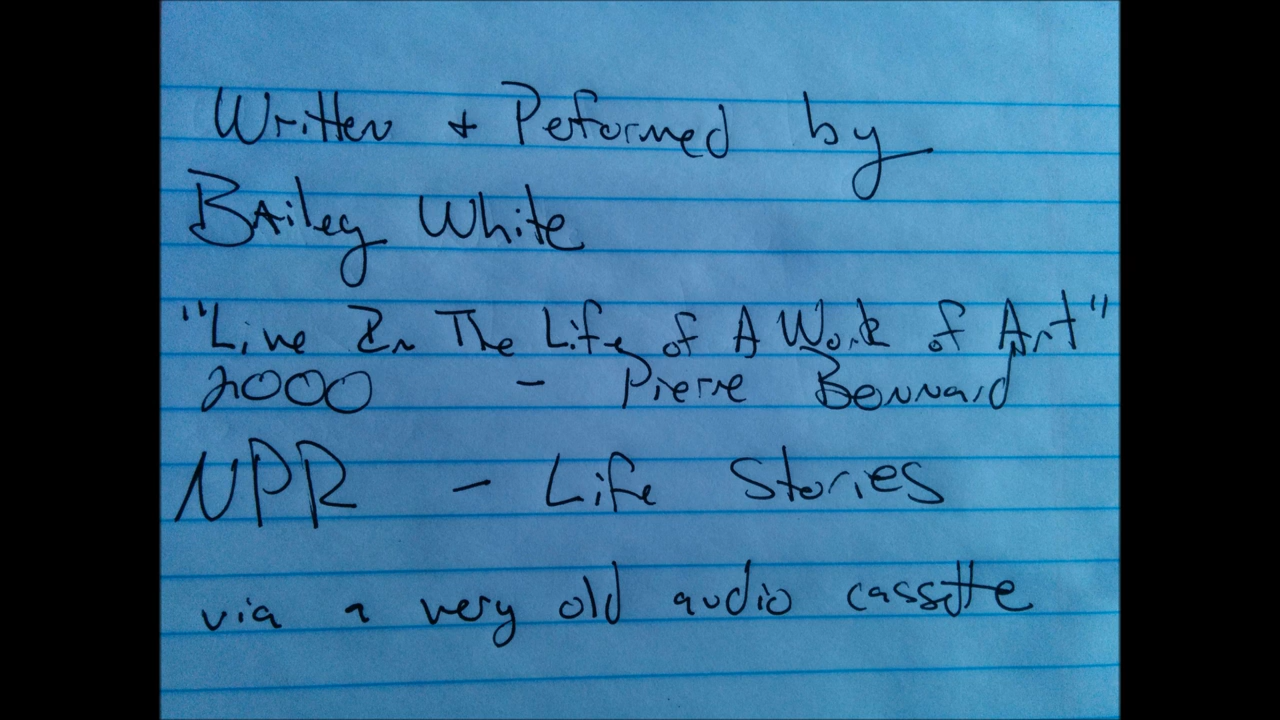 Written + Peformed by
Bailey White
"Live In The Life of A Work of Art"
2000 - Pierre Bonnard
NPR - Life Stories
via a very old audio cassette